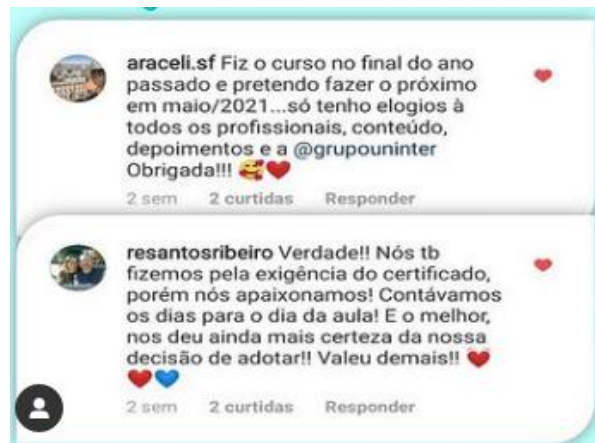 araceli.sf Fiz o curso no final do ano
passado e pretendo fazer o próximo
em maio/2021...só tenho elogios à
todos os profissionais, conteúdo,
depoimentos e a @grupouninter
Obrigada!!! 🥰❤️
2 sem 2 curtidas Responder
resantosribeiro Verdade!! Nós tb
fizemos pela exigência do certificado,
porém nós apaixonamos! Contávamos
os dias para o dia da aula! E o melhor,
nos deu ainda mais certeza da nossa
decisão de adotar!! Valeu demais!! ❤️
❤️💙
2 sem 2 curtidas Responder